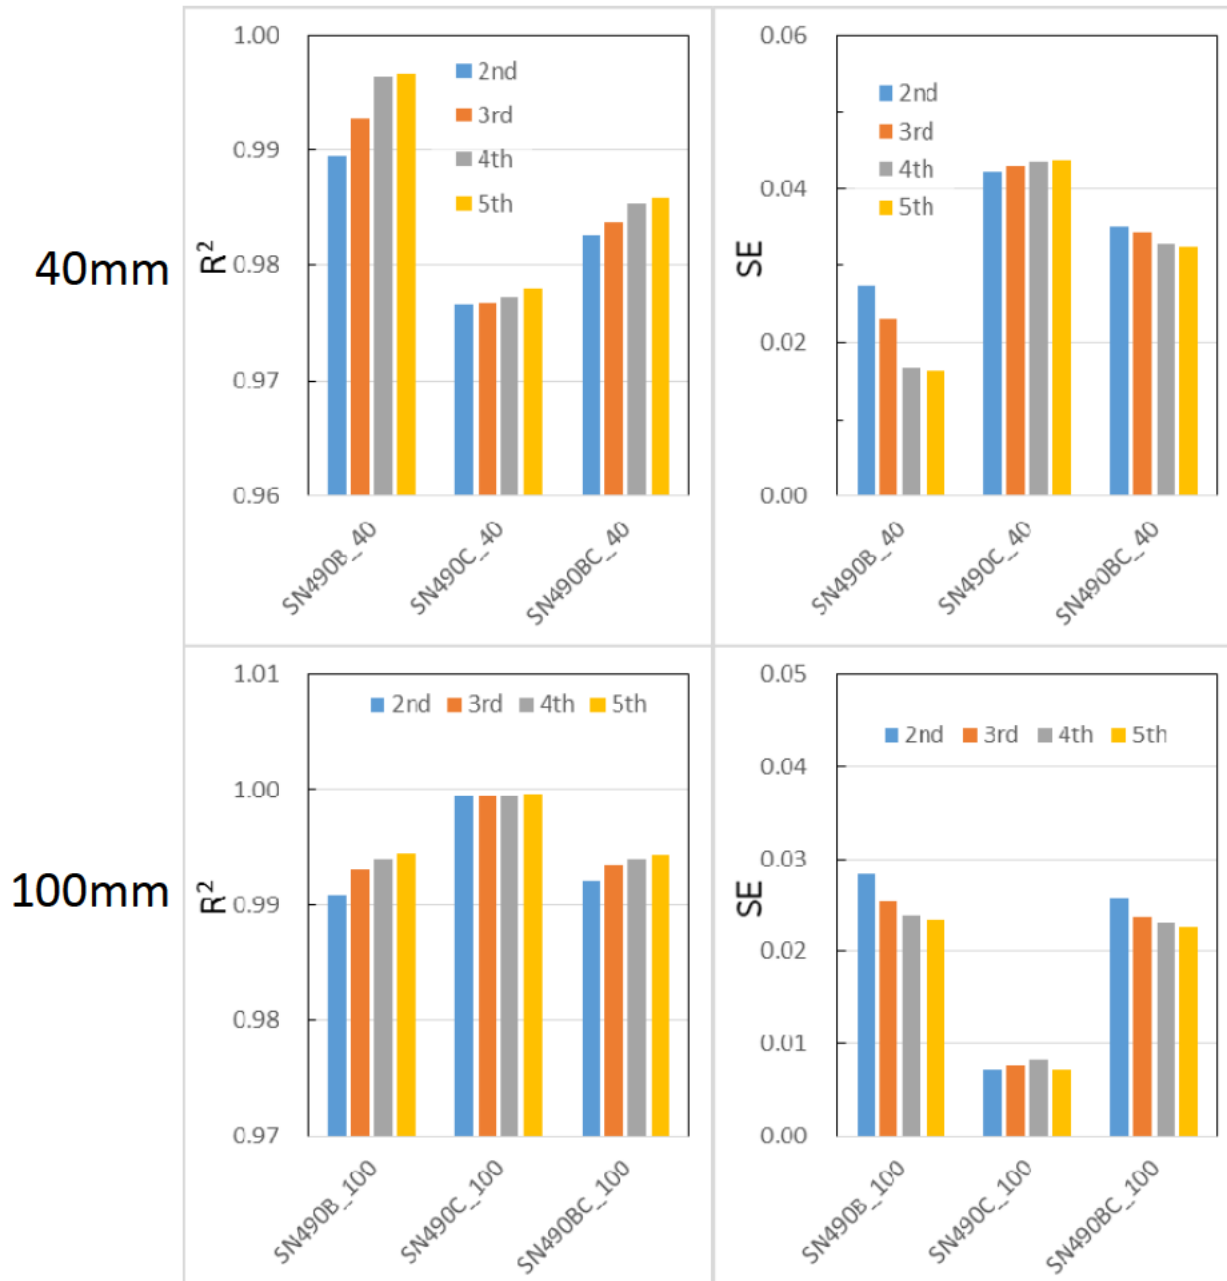 40mm
R²
1.00
0.99
0.98
0.97
0.96
2nd
3rd
4th
5th
SN490B_40
SN490C_40
SN490BC_40
SE
0.06
0.04
0.02
0.00
2nd
3rd
4th
5th
SN490B_40
SN490C_40
SN490BC_40
100mm
R²
1.01
1.00
0.99
0.98
0.97
2nd 3rd 4th 5th
SN490B_100
SN490C_100
SN490BC_100
SE
0.05
0.04
0.03
0.02
0.01
0.00
2nd 3rd 4th 5th
SN490B_100
SN490C_100
SN490BC_100